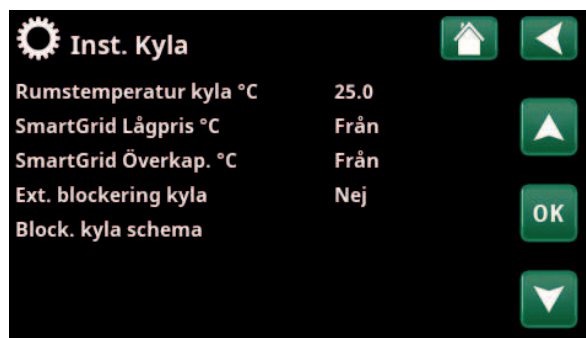 Inst. Kyla
Rumstemperatur kyla °C 25.0
SmartGrid Lågpris °C Från
SmartGrid Överkap. °C Från
Ext. blockering kyla Nej
Block. kyla schema
OK